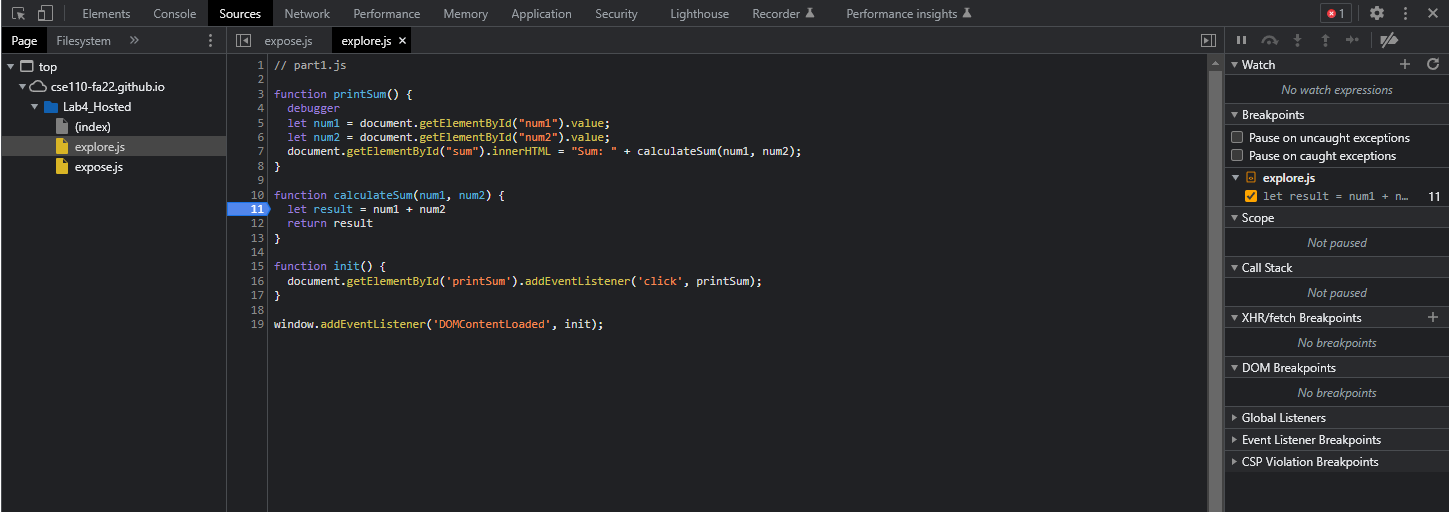 Elements Console Sources Network Performance Memory Application Security Lighthouse Recorder Performance insights 1
Page Filesystem »
top
cse110-fa22.github.io
Lab4_Hosted
(index)
explore.js
expose.js
expose.js explore.js ×
1 // part1.js
2
3 function printSum() {
4   debugger
5   let num1 = document.getElementById("num1").value;
6   let num2 = document.getElementById("num2").value;
7   document.getElementById("sum").innerHTML = "Sum: " + calculateSum(num1, num2);
8 }
9
10 function calculateSum(num1, num2) {
11   let result = num1 + num2
12   return result
13 }
14
15 function init() {
16   document.getElementById('printSum').addEventListener('click', printSum);
17 }
18
19 window.addEventListener('DOMContentLoaded', init);
Watch
No watch expressions
Breakpoints
Pause on uncaught exceptions
Pause on caught exceptions
explore.js
let result = num1 + n… 11
Scope
Not paused
Call Stack
Not paused
XHR/fetch Breakpoints
No breakpoints
DOM Breakpoints
No breakpoints
Global Listeners
Event Listener Breakpoints
CSP Violation Breakpoints